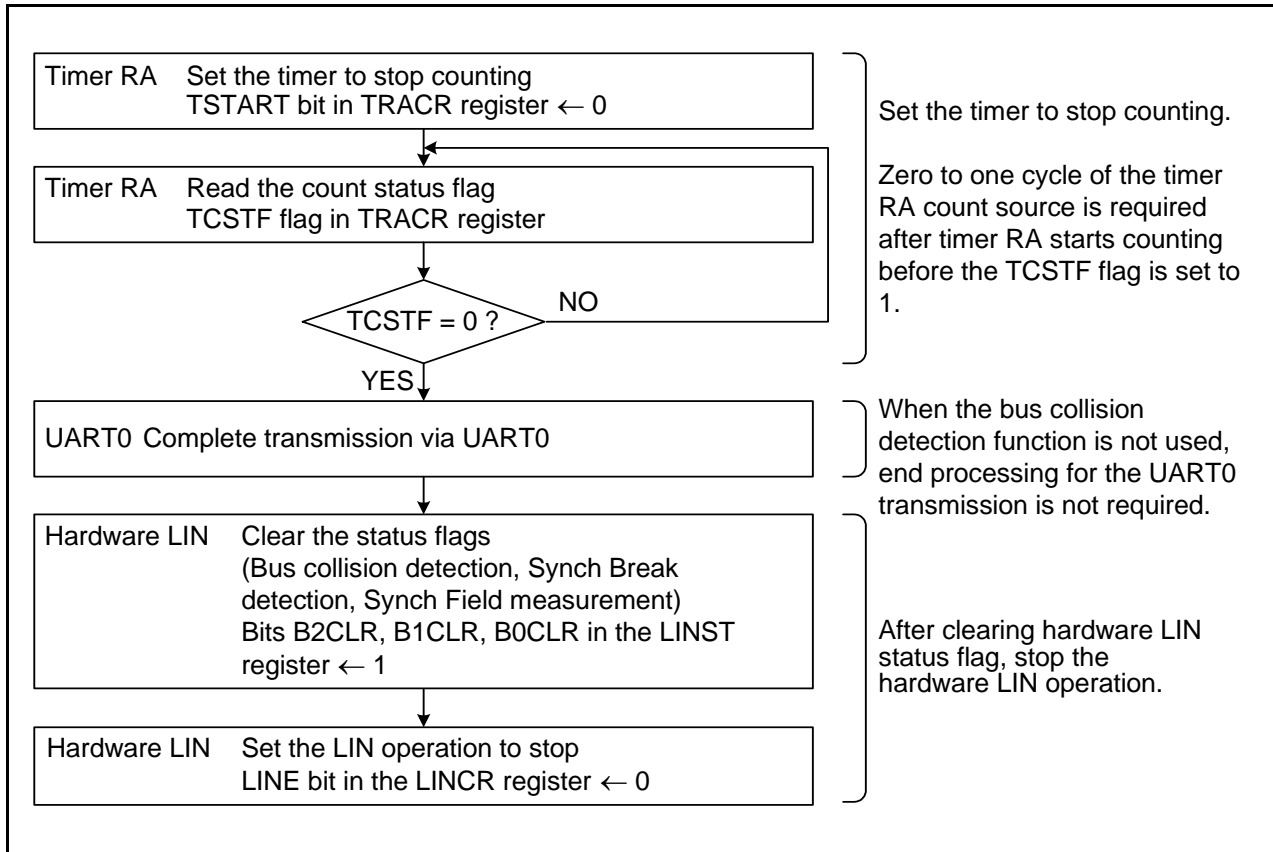 Timer RA Set the timer to stop counting
TSTART bit in TRACR register ← 0
Set the timer to stop counting.
Timer RA Read the count status flag
TCSTF flag in TRACR register
Zero to one cycle of the timer
RA count source is required
after timer RA starts counting
before the TCSTF flag is set to
1.
TCSTF = 0 ?
NO
YES
UART0 Complete transmission via UART0
When the bus collision
detection function is not used,
end processing for the UART0
transmission is not required.
Hardware LIN Clear the status flags
(Bus collision detection, Synch Break
detection, Synch Field measurement)
Bits B2CLR, B1CLR, B0CLR in the LINST
register ← 1
After clearing hardware LIN
status flag, stop the
hardware LIN operation.
Hardware LIN Set the LIN operation to stop
LINE bit in the LINCR register ← 0